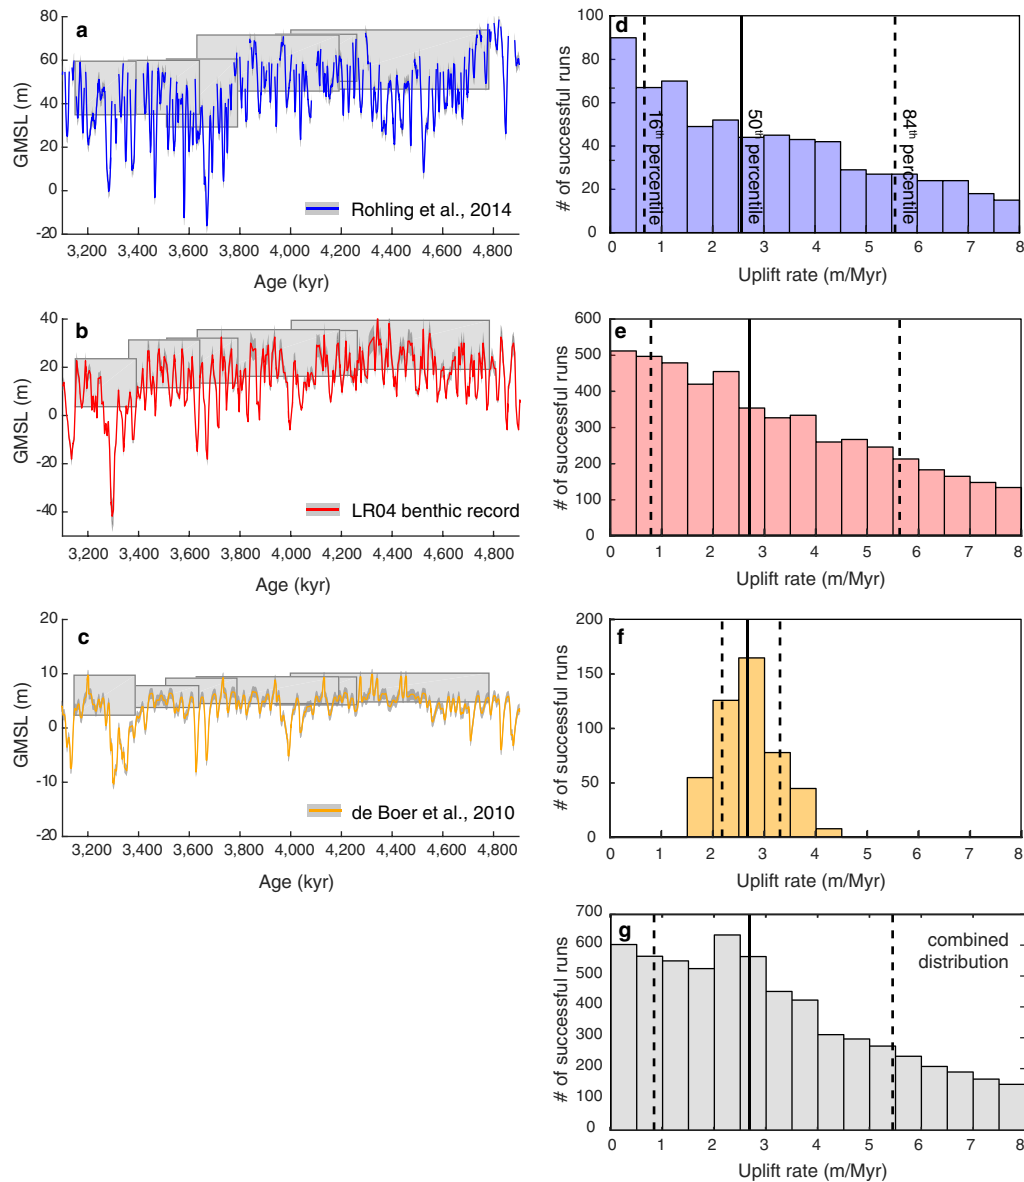 a
80
60
40
20
0
-20
GMSL (m)
Rohling et al., 2014
3,200 3,400 3,600 3,800 4,000 4,200 4,400 4,600 4,800
Age (kyr)
b
40
20
0
-20
-40
GMSL (m)
LR04 benthic record
3,200 3,400 3,600 3,800 4,000 4,200 4,400 4,600 4,800
Age (kyr)
c
20
10
0
-10
-20
GMSL (m)
de Boer et al., 2010
3,200 3,400 3,600 3,800 4,000 4,200 4,400 4,600 4,800
Age (kyr)
d
100
80
60
40
20
0
# of successful runs
16th percentile
50th percentile
84th percentile
0 1 2 3 4 5 6 7 8
Uplift rate (m/Myr)
e
600
500
400
300
200
100
0
# of successful runs
0 1 2 3 4 5 6 7 8
Uplift rate (m/Myr)
f
200
150
100
50
0
# of successful runs
0 1 2 3 4 5 6 7 8
Uplift rate (m/Myr)
g
700
600
500
400
300
200
100
0
# of successful runs
combined
distribution
0 1 2 3 4 5 6 7 8
Uplift rate (m/Myr)